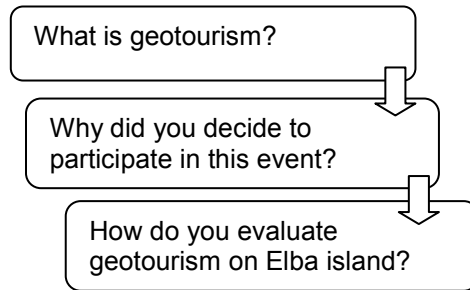 What is geotourism?
Why did you decide to
participate in this event?
How do you evaluate
geotourism on Elba island?